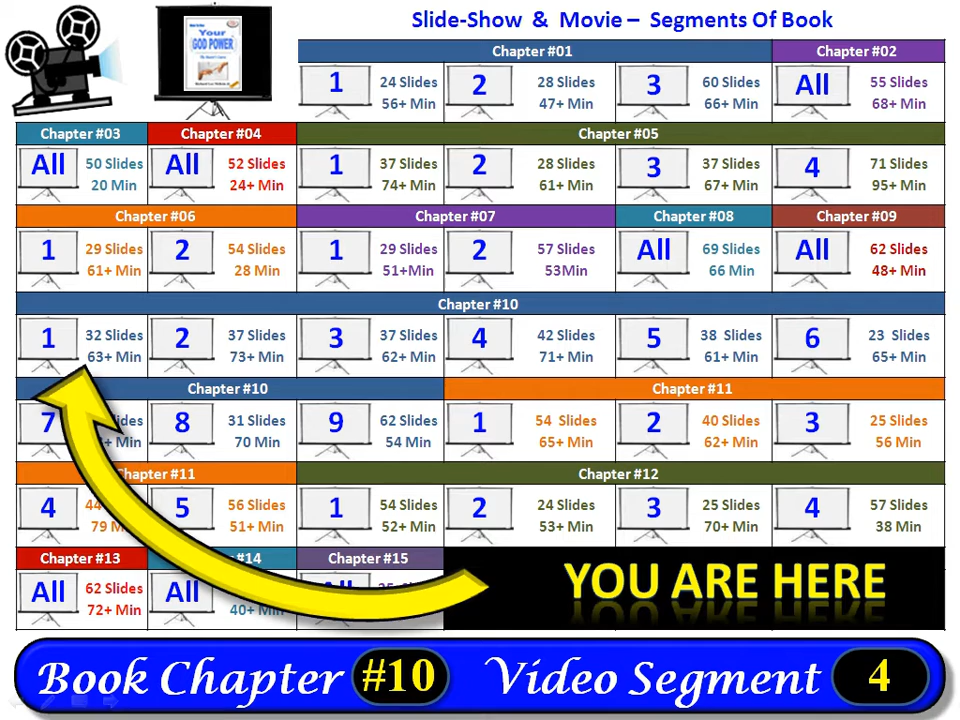 Slide-Show & Movie – Segments Of Book
Your
GOD POWER
Chapter #01 Chapter #02
1 24 Slides 56+ Min 2 28 Slides 47+ Min 3 60 Slides 66+ Min All 55 Slides 68+ Min
Chapter #03 Chapter #04 Chapter #05
All 50 Slides 20 Min All 52 Slides 24+ Min 1 37 Slides 74+ Min 2 28 Slides 61+ Min 3 37 Slides 67+ Min 4 71 Slides 95+ Min
Chapter #06 Chapter #07 Chapter #08 Chapter #09
1 29 Slides 61+ Min 2 54 Slides 28 Min 1 29 Slides 51+Min 2 57 Slides 53Min All 69 Slides 66 Min All 62 Slides 48+ Min
Chapter #10
1 32 Slides 63+ Min 2 37 Slides 73+ Min 3 37 Slides 62+ Min 4 42 Slides 71+ Min 5 38 Slides 61+ Min 6 23 Slides 65+ Min
Chapter #10 Chapter #11
7 Min 8 31 Slides 70 Min 9 62 Slides 54 Min 1 54 Slides 65+ Min 2 40 Slides 62+ Min 3 25 Slides 56 Min
Chapter #11 Chapter #12
4 79 5 56 Slides 51+ Min 1 54 Slides 52+ Min 2 24 Slides 53+ Min 3 25 Slides 70+ Min 4 57 Slides 38 Min
Chapter #13 #14 Chapter #15
All 62 Slides 72+ Min All 40+ Min All
YOU ARE HERE
Book Chapter #10 Video Segment 4